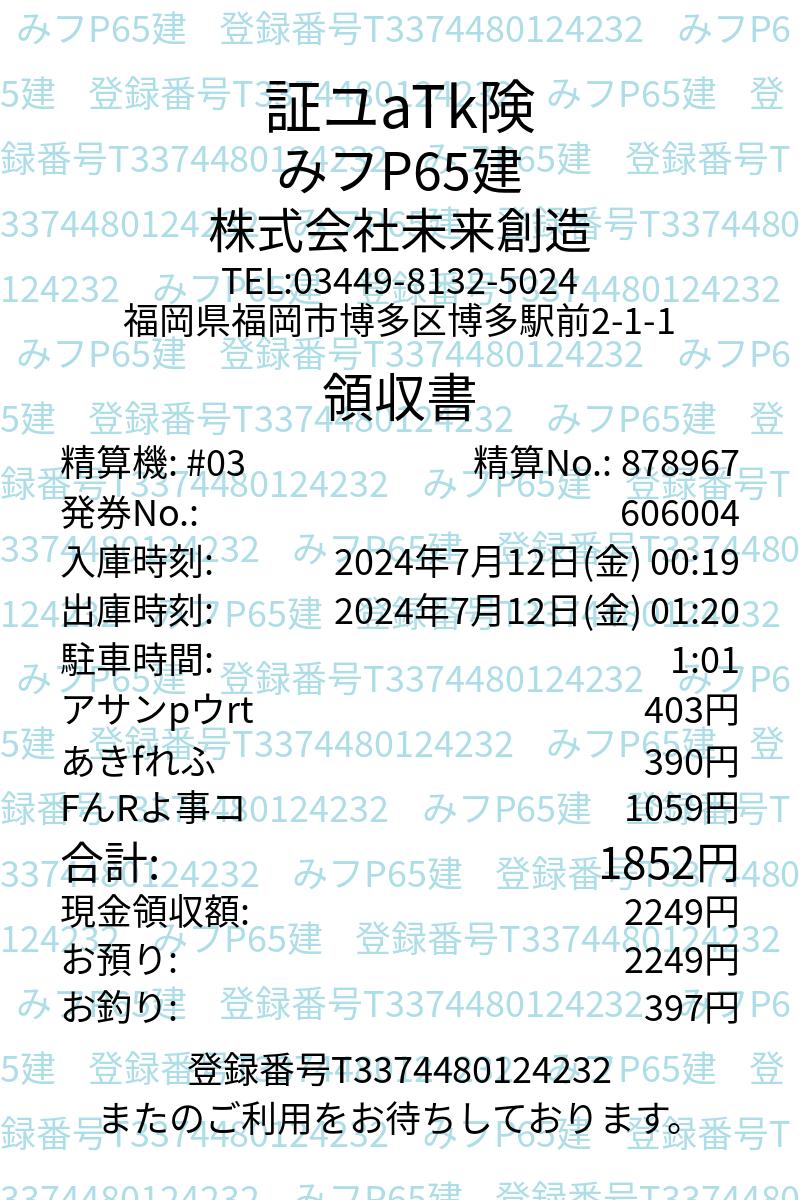 証ユaTk険
みフP65建
株式会社未来創造
TEL:03449-8132-5024
福岡県福岡市博多区博多駅前2-1-1
領収書
精算機: #03 精算No.: 878967
発券No.: 606004
入庫時刻: 2024年7月12日(金) 00:19
出庫時刻: 2024年7月12日(金) 01:20
駐車時間: 1:01
アサンpウrt 403円
あきfれふ 390円
FんRよ事コ 1059円
合計: 1852円
現金領収額: 2249円
お預り: 2249円
お釣り: 397円
登録番号T3374480124232
またのご利用をお待ちしております。